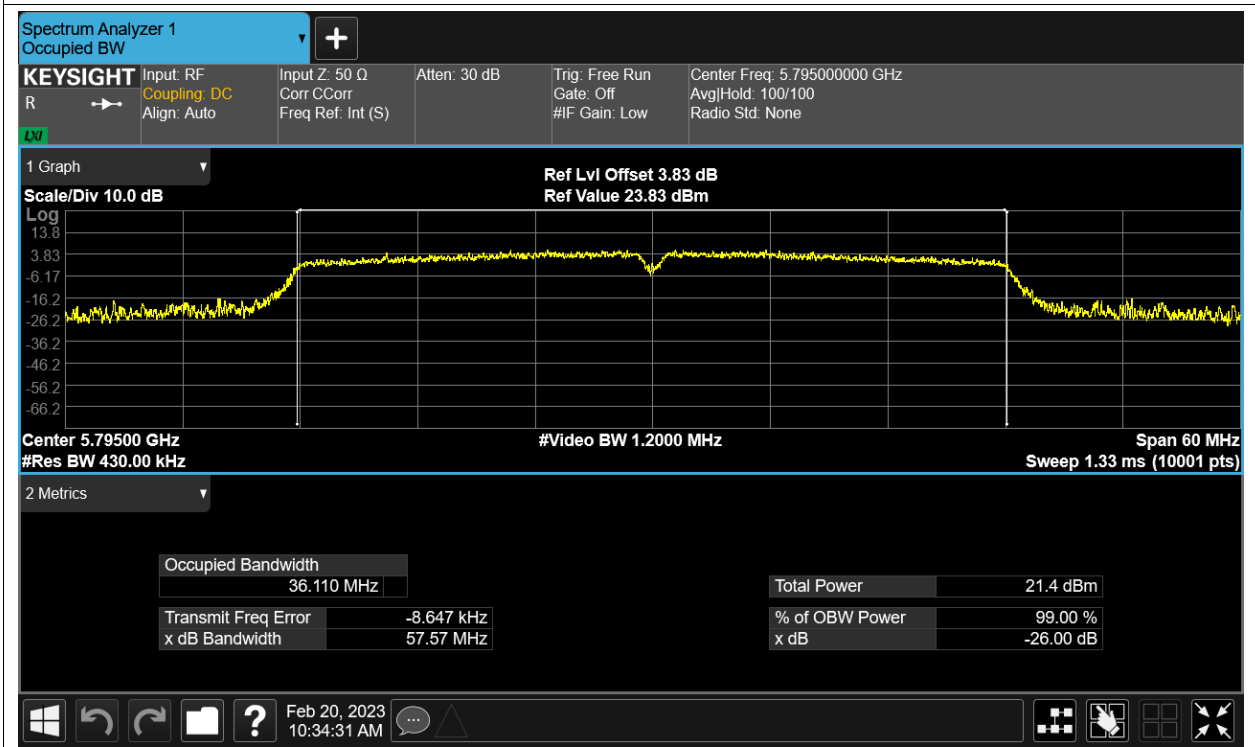 Spectrum Analyzer 1
Occupied BW
KEYSIGHT
R
LXI
Input: RF
Coupling: DC
Align: Auto
Input Z: 50 Ω
Corr CCorr
Freq Ref: Int (S)
Atten: 30 dB
Trig: Free Run
Gate: Off
#IF Gain: Low
Center Freq: 5.795000000 GHz
Avg|Hold: 100/100
Radio Std: None
1 Graph
Scale/Div 10.0 dB
Ref Lvl Offset 3.83 dB
Ref Value 23.83 dBm
Log
13.8
3.83
-6.17
-16.2
-26.2
-36.2
-46.2
-56.2
-66.2
Center 5.79500 GHz
#Video BW 1.2000 MHz
Span 60 MHz
#Res BW 430.00 kHz
Sweep 1.33 ms (10001 pts)
2 Metrics
Occupied Bandwidth
36.110 MHz
Total Power 21.4 dBm
Transmit Freq Error -8.647 kHz
% of OBW Power 99.00 %
x dB Bandwidth 57.57 MHz
x dB -26.00 dB
?
Feb 20, 2023
10:34:31 AM